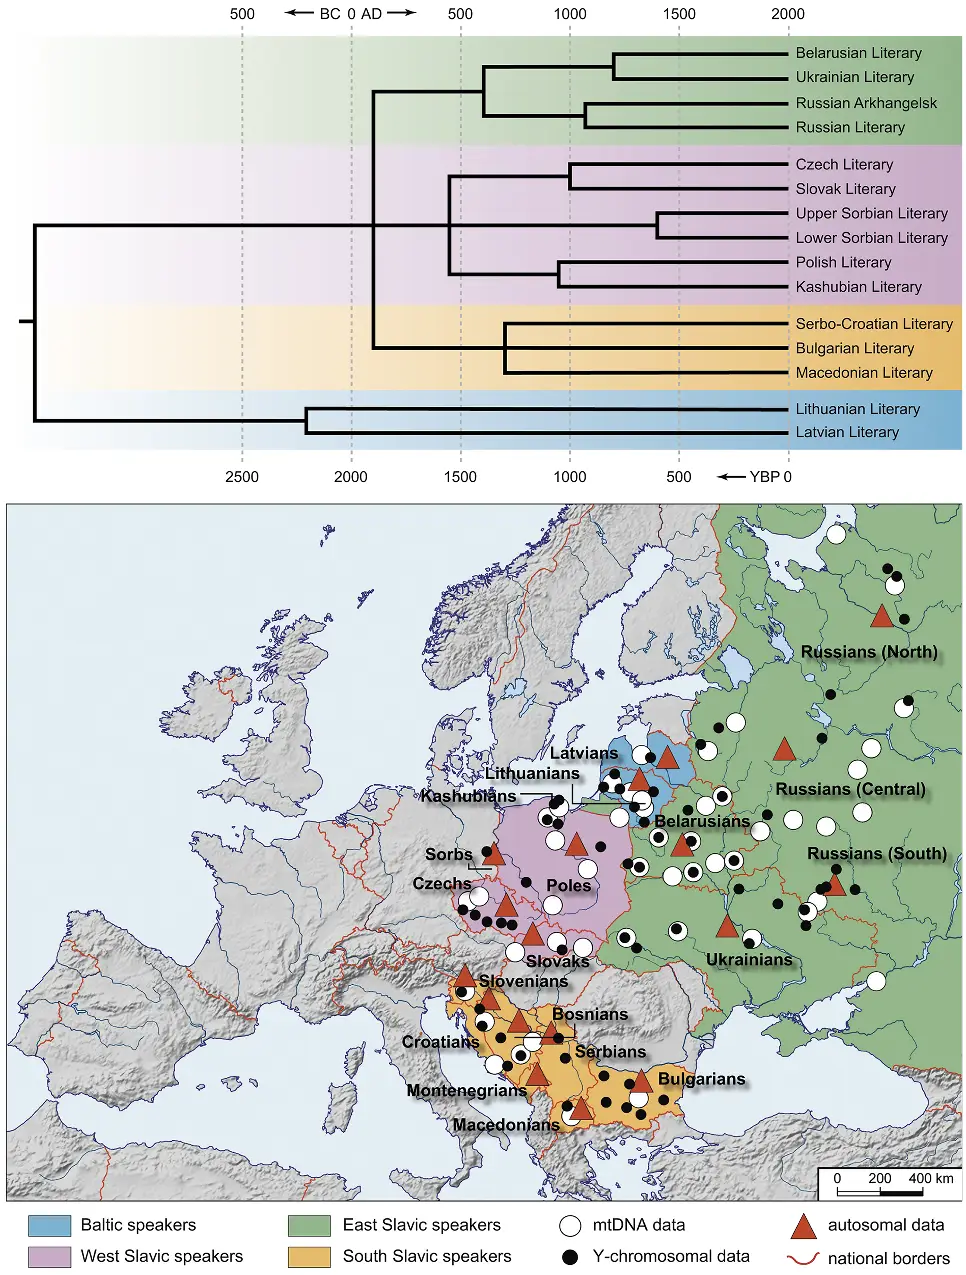 500 BC 0 AD 500 1000 1500 2000
Belarusian Literary
Ukrainian Literary
Russian Arkhangelsk
Russian Literary
Czech Literary
Slovak Literary
Upper Sorbian Literary
Lower Sorbian Literary
Polish Literary
Kashubian Literary
Serbo-Croatian Literary
Bulgarian Literary
Macedonian Literary
Lithuanian Literary
Latvian Literary
2500 2000 1500 1000 500 YBP 0
Russians (North)
Latvians
Lithuanians
Russians (Central)
Kashubians
Belarusians
Sorbs
Russians (South)
Czechs
Poles
Slovaks
Ukrainians
Slovenians
Bosnians
Croatians
Serbians
Bulgarians
Montenegrians
Macedonians
0 200 400 km
Baltic speakers
East Slavic speakers
mtDNA data
autosomal data
West Slavic speakers
South Slavic speakers
Y-chromosomal data
national borders